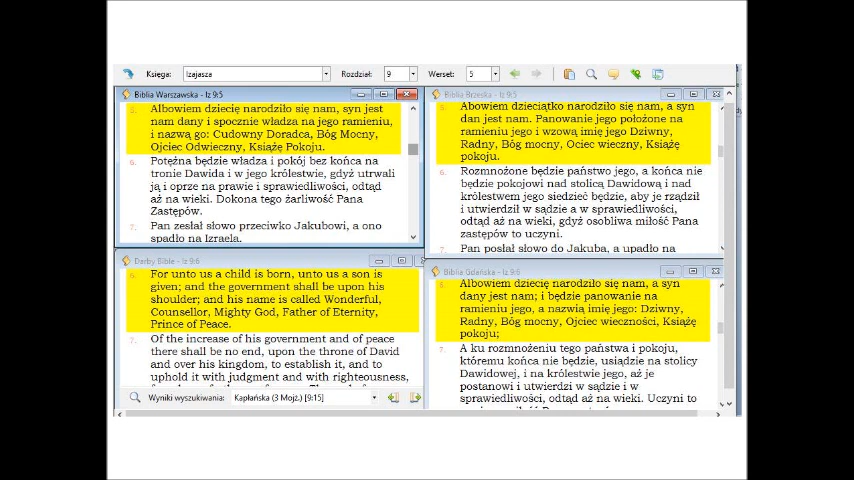 Księga: Izajasza Rozdział: 9 Werset: 5
Biblia Warszawska - Iz 9:5
5. Albowiem dziecię narodziło się nam, syn jest
nam dany i spocznie władza na jego ramieniu,
i nazwą go: Cudowny Doradca, Bóg Mocny,
Ojciec Odwieczny, Książę Pokoju.
6. Potężna będzie władza i pokój bez końca na
tronie Dawida i w jego królestwie, gdyż utrwali
ją i oprze na prawie i sprawiedliwości, odtąd
aż na wieki. Dokona tego żarliwość Pana
Zastępów.
7. Pan zesłał słowo przeciwko Jakubowi, a ono
spadło na Izraela.
Biblia Brzeska - Iz 9:5
5. Abowiem dzieciątko narodziło się nam, a syn
dan jest nam. Panowanie jego położone na
ramieniu jego i wzową imię jego Dziwny,
Radny, Bóg mocny, Ociec wieczny, Książę
pokoju.
6. Rozmnożone będzie państwo jego, a końca nie
będzie pokojowi nad stolicą Dawidową i nad
królestwem jego siedzieć będzie, aby je rządził
i utwierdził w sądzie a w sprawiedliwości,
odtąd aż na wieki, gdyż osobliwa miłość Pana
zastępów to uczyni.
7. Pan posłał słowo do Jakuba, a upadło na
Darby Bible - Iz 9:6
6. For unto us a child is born, unto us a son is
given; and the government shall be upon his
shoulder; and his name is called Wonderful,
Counsellor, Mighty God, Father of Eternity,
Prince of Peace.
7. Of the increase of his government and of peace
there shall be no end, upon the throne of David
and over his kingdom, to establish it, and to
uphold it with judgment and with righteousness,
Biblia Gdańska - Iz 9:6
Albowiem dziecię narodziło się nam, a syn
dany jest nam; i będzie panowanie na
ramieniu jego, a nazwią imię jego: Dziwny,
Radny, Bóg mocny, Ojciec wieczności, Książę
pokoju;
7. A ku rozmnożeniu tego państwa i pokoju,
któremu końca nie będzie, usiądzie na stolicy
Dawidowej, i na królestwie jego, aż je
postanowi i utwierdzi w sądzie i w
sprawiedliwości, odtąd aż na wieki. Uczyni to
Wyniki wyszukiwania: Kapłańska (3 Mojż.) [9:15]